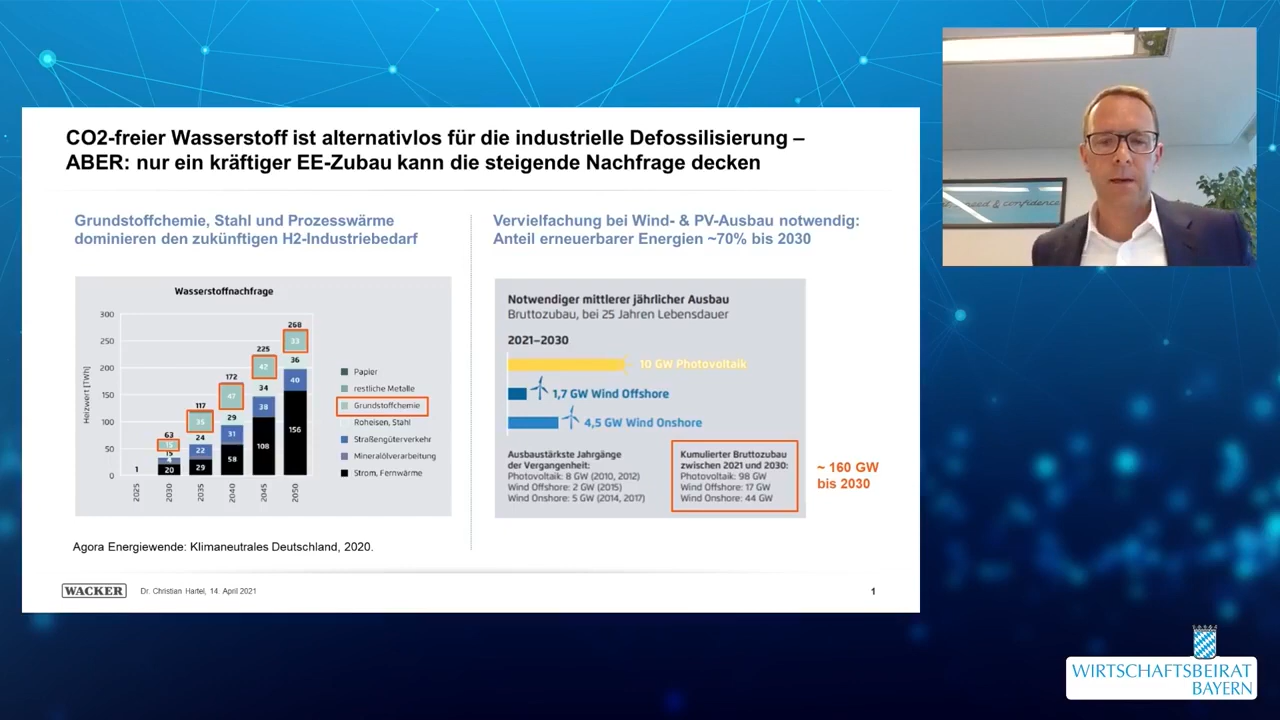 CO2-freier Wasserstoff ist alternativlos für die industrielle Defossilisierung –
ABER: nur ein kräftiger EE-Zubau kann die steigende Nachfrage decken
Grundstoffchemie, Stahl und Prozesswärme
dominieren den zukünftigen H2-Industriebedarf
Wasserstoffnachfrage
Heizwert [TWh]
300
250
200
150
100
50
0
1
63
15
15
4
20
117
35
24
22
29
172
47
29
31
58
225
42
34
38
108
268
33
36
40
156
2025
2030
2035
2040
2045
2050
Papier
restliche Metalle
Grundstoffchemie
Roheisen, Stahl
Straßengüterverkehr
Mineralölverarbeitung
Strom, Fernwärme
Agora Energiewende: Klimaneutrales Deutschland, 2020.
Vervielfachung bei Wind- & PV-Ausbau notwendig:
Anteil erneuerbarer Energien ~70% bis 2030
Notwendiger mittlerer jährlicher Ausbau
Bruttozubau, bei 25 Jahren Lebensdauer
2021–2030
10 GW Photovoltaik
1,7 GW Wind Offshore
4,5 GW Wind Onshore
Ausbaustärkste Jahrgänge
der Vergangenheit:
Photovoltaik: 8 GW (2010, 2012)
Wind Offshore: 2 GW (2015)
Wind Onshore: 5 GW (2014, 2017)
Kumulierter Bruttozubau
zwischen 2021 und 2030:
Photovoltaik: 98 GW
Wind Offshore: 17 GW
Wind Onshore: 44 GW
~ 160 GW
bis 2030
WACKER
Dr. Christian Hartel, 14. April 2021
1
need & confidence
WIRTSCHAFTSBEIRAT
BAYERN